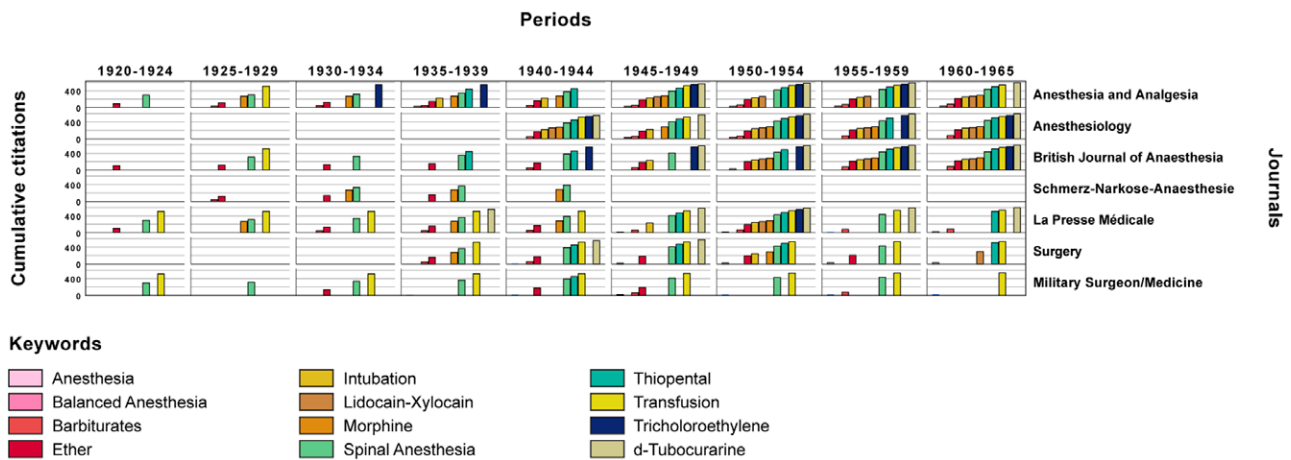 Periods
1920-1924 1925-1929 1930-1934 1935-1939 1940-1944 1945-1949 1950-1954 1955-1959 1960-1965
Cumulative ctitations
Journals
400
0
Anesthesia and Analgesia
400
0
Anesthesiology
400
0
British Journal of Anaesthesia
400
0
Schmerz-Narkose-Anaesthesie
400
0
La Presse Médicale
400
0
Surgery
400
0
Military Surgeon/Medicine
Keywords
Anesthesia
Balanced Anesthesia
Barbiturates
Ether
Intubation
Lidocain-Xylocain
Morphine
Spinal Anesthesia
Thiopental
Transfusion
Tricholoroethylene
d-Tubocurarine